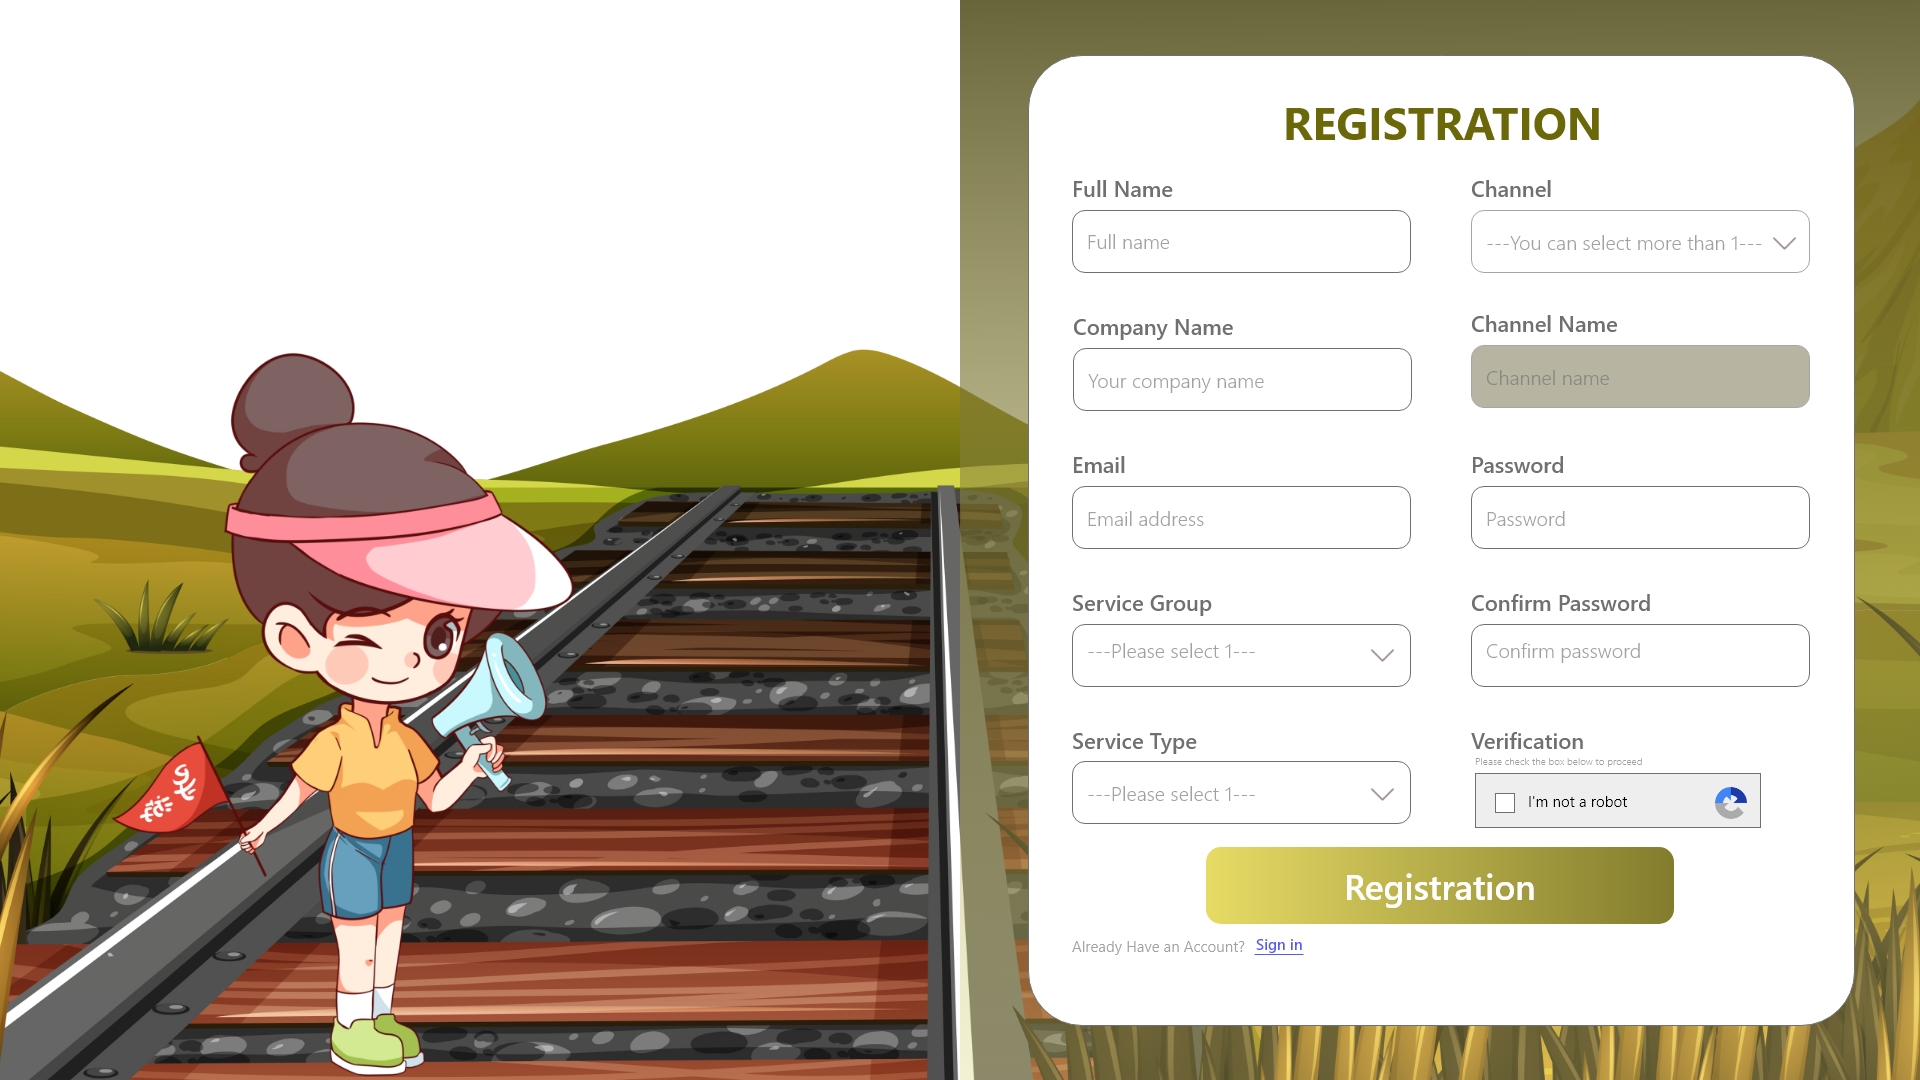 REGISTRATION
Full Name
Full name
Channel
---You can select more than 1---
Company Name
Your company name
Channel Name
Channel name
Email
Email address
Password
Password
Service Group
---Please select 1---
Confirm Password
Confirm password
Service Type
---Please select 1---
Verification
Please check the box below to proceed
I'm not a robot
Registration
Already Have an Account? Sign in